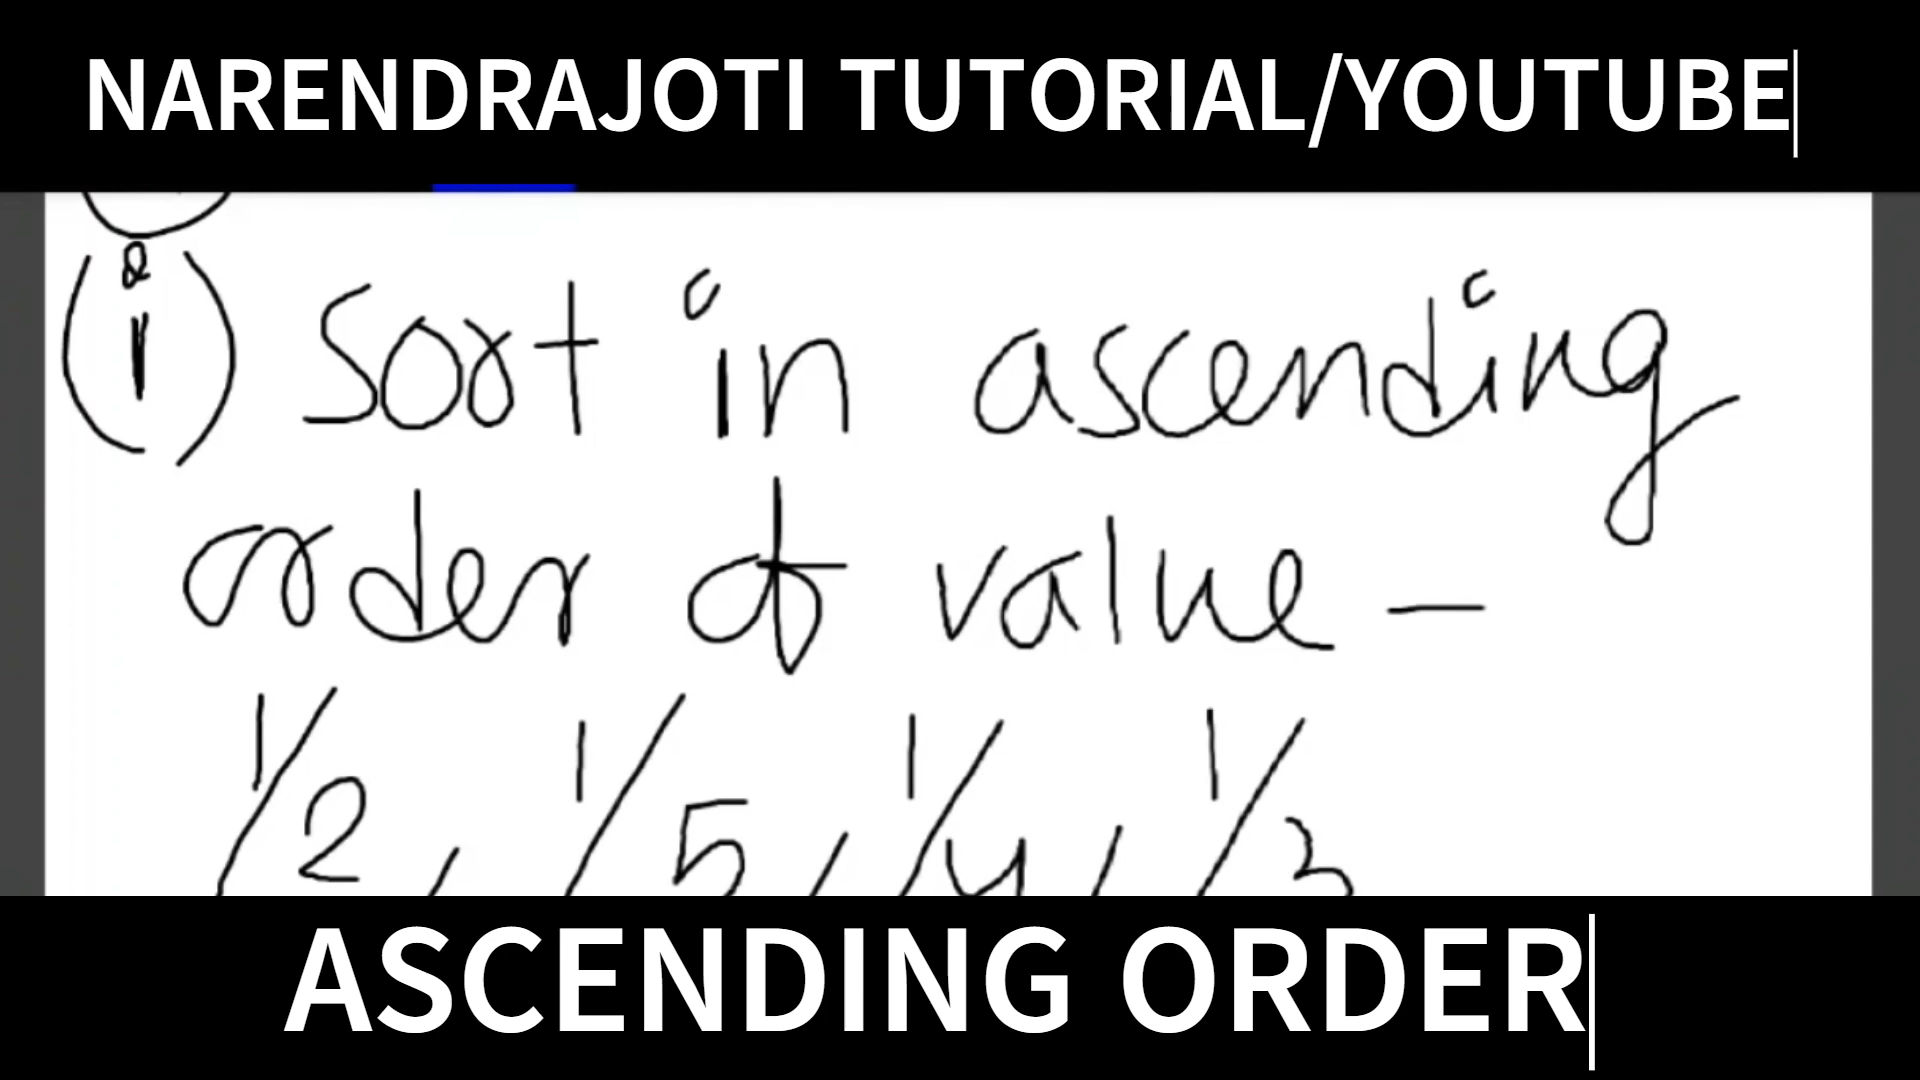 NARENDRAJOTI TUTORIAL/YOUTUBE
(i) Sort in ascending
order of value —
1/2, 1/5, 1/4, 1/3
ASCENDING ORDER